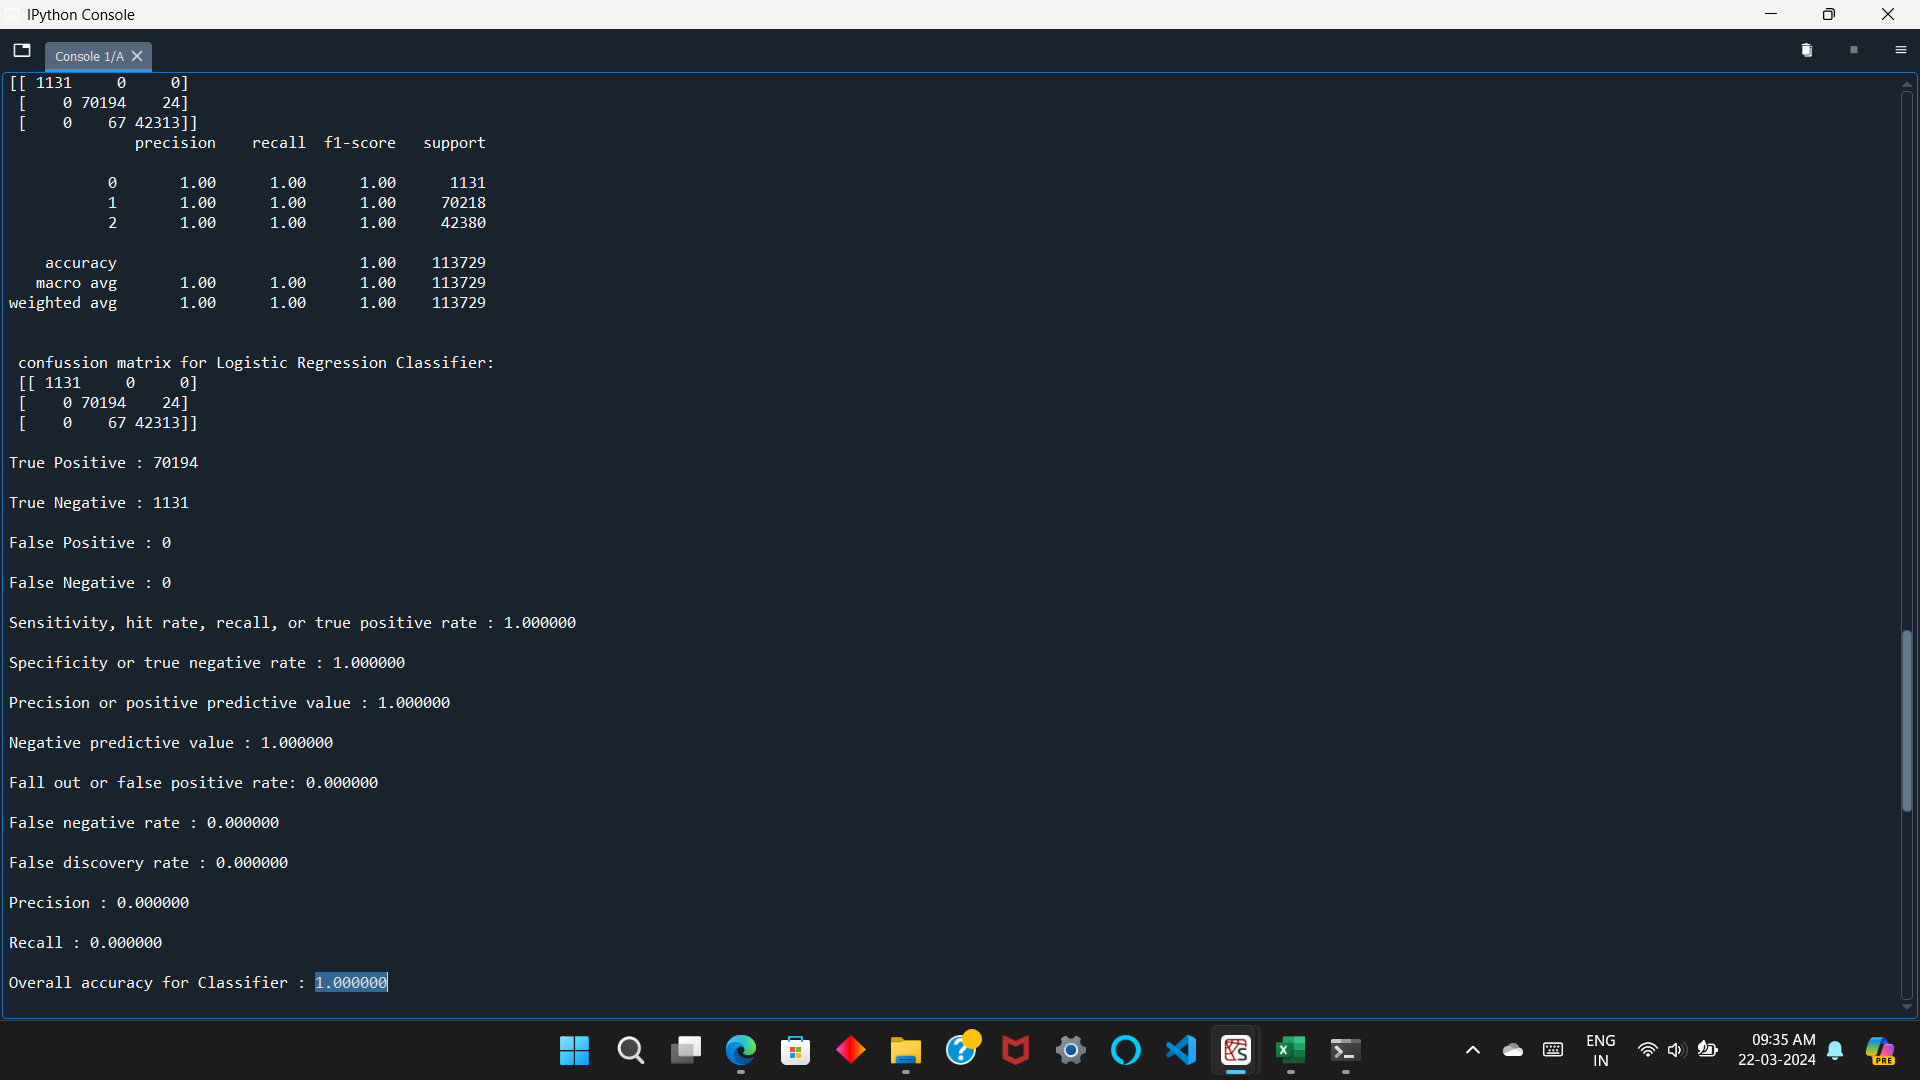 IPython Console
Console 1/A
[[ 1131     0     0]
 [    0 70194    24]
 [    0    67 42313]]
              precision    recall  f1-score   support
           0       1.00      1.00      1.00      1131
           1       1.00      1.00      1.00     70218
           2       1.00      1.00      1.00     42380
    accuracy                           1.00    113729
   macro avg       1.00      1.00      1.00    113729
weighted avg       1.00      1.00      1.00    113729
 confussion matrix for Logistic Regression Classifier:
 [[ 1131     0     0]
 [    0 70194    24]
 [    0    67 42313]]
True Positive : 70194
True Negative : 1131
False Positive : 0
False Negative : 0
Sensitivity, hit rate, recall, or true positive rate : 1.000000
Specificity or true negative rate : 1.000000
Precision or positive predictive value : 1.000000
Negative predictive value : 1.000000
Fall out or false positive rate: 0.000000
False negative rate : 0.000000
False discovery rate : 0.000000
Precision : 0.000000
Recall : 0.000000
Overall accuracy for Classifier : 1.000000
ENG
IN
09:35 AM
22-03-2024
PRE